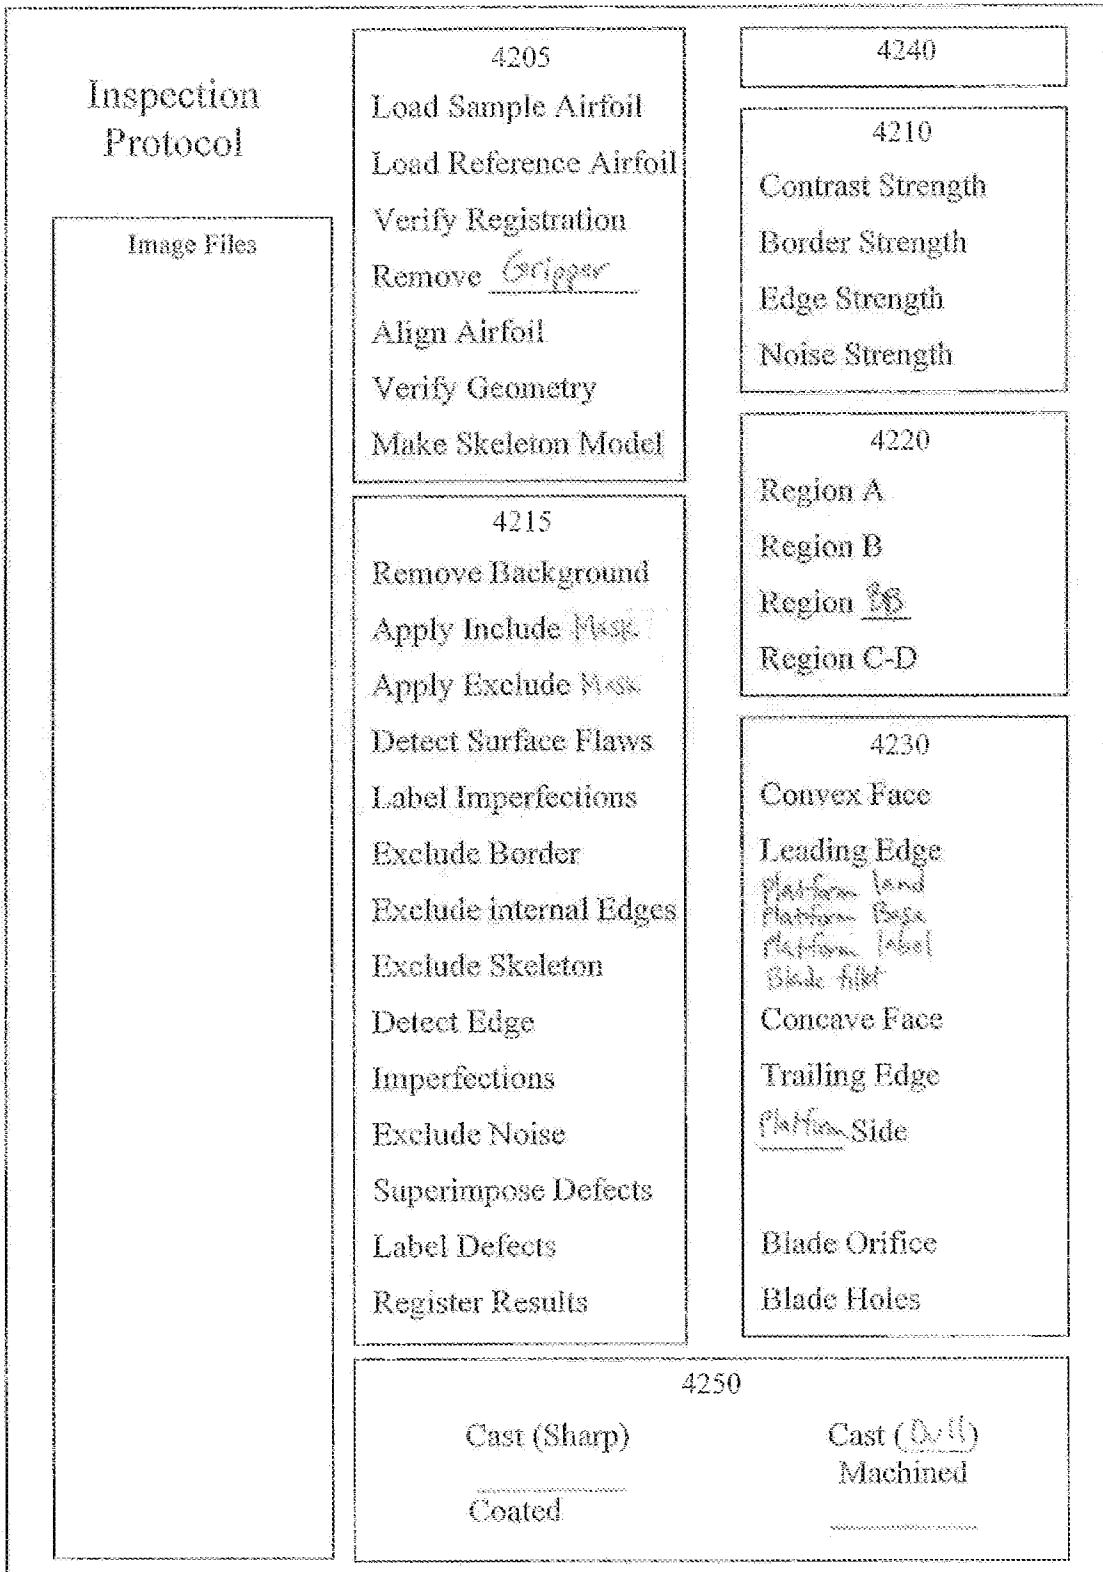 Inspection
Protocol
Image Files
4205
Load Sample Airfoil
Load Reference Airfoil
Verify Registration
Remove Gripper
Align Airfoil
Verify Geometry
Make Skeleton Model
4215
Remove Background
Apply Include Mask
Apply Exclude Mask
Detect Surface Flaws
Label Imperfections
Exclude Border
Exclude internal Edges
Exclude Skeleton
Detect Edge
Imperfections
Exclude Noise
Superimpose Defects
Label Defects
Register Results
4240
4210
Contrast Strength
Border Strength
Edge Strength
Noise Strength
4220
Region A
Region B
Region
Region C-D
4230
Convex Face
Leading Edge
Platform land
Platform Base
Platform label
Blade fillet
Concave Face
Trailing Edge
Platform Side
Blade Orifice
Blade Holes
4250
Cast (Sharp)
Coated
Cast (Dull)
Machined